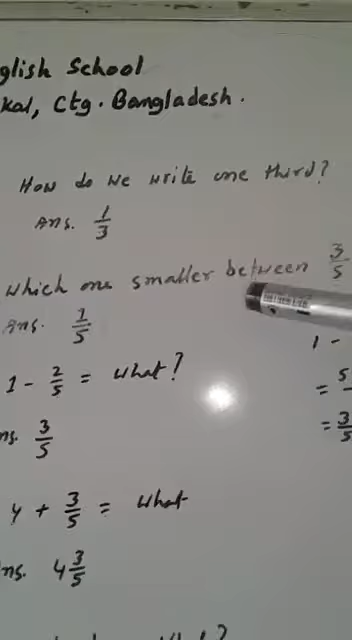 glish School
kal, Ctg. Bangladesh.
How do we write one third?
Ans. 1/3
which one smaller between 3/5
Ans. 1/5
1 - 2/5 = what?
1 -
= 5
ns. 3/5
= 3/5
4 + 3/5 = what
ns. 4 3/5